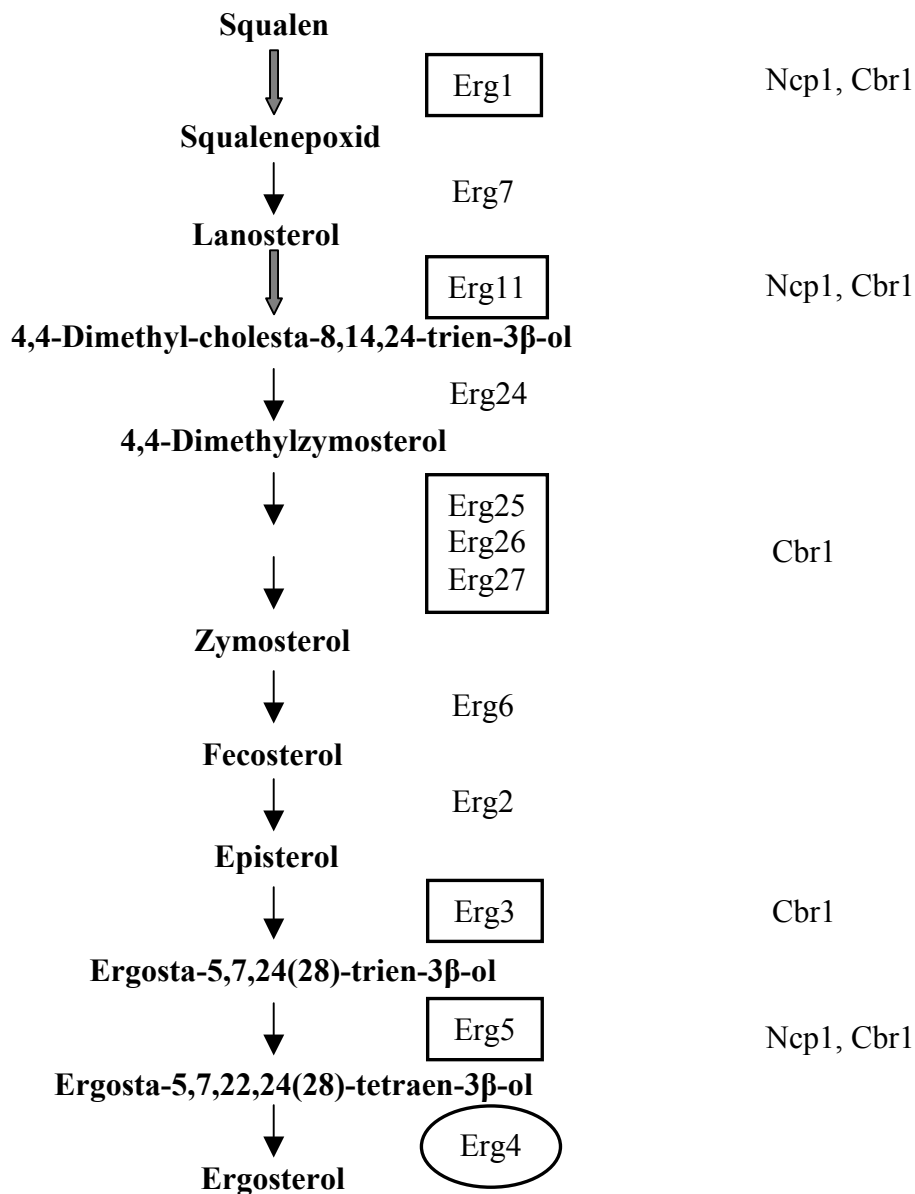 Squalen
Erg1 Ncp1, Cbr1
Squalenepoxid
Erg7
Lanosterol
Erg11 Ncp1, Cbr1
4,4-Dimethyl-cholesta-8,14,24-trien-3β-ol
Erg24
4,4-Dimethylzymosterol
Erg25
Erg26
Cbr1
Erg27
Zymosterol
Erg6
Fecosterol
Erg2
Episterol
Erg3 Cbr1
Ergosta-5,7,24(28)-trien-3β-ol
Erg5 Ncp1, Cbr1
Ergosta-5,7,22,24(28)-tetraen-3β-ol
Erg4
Ergosterol